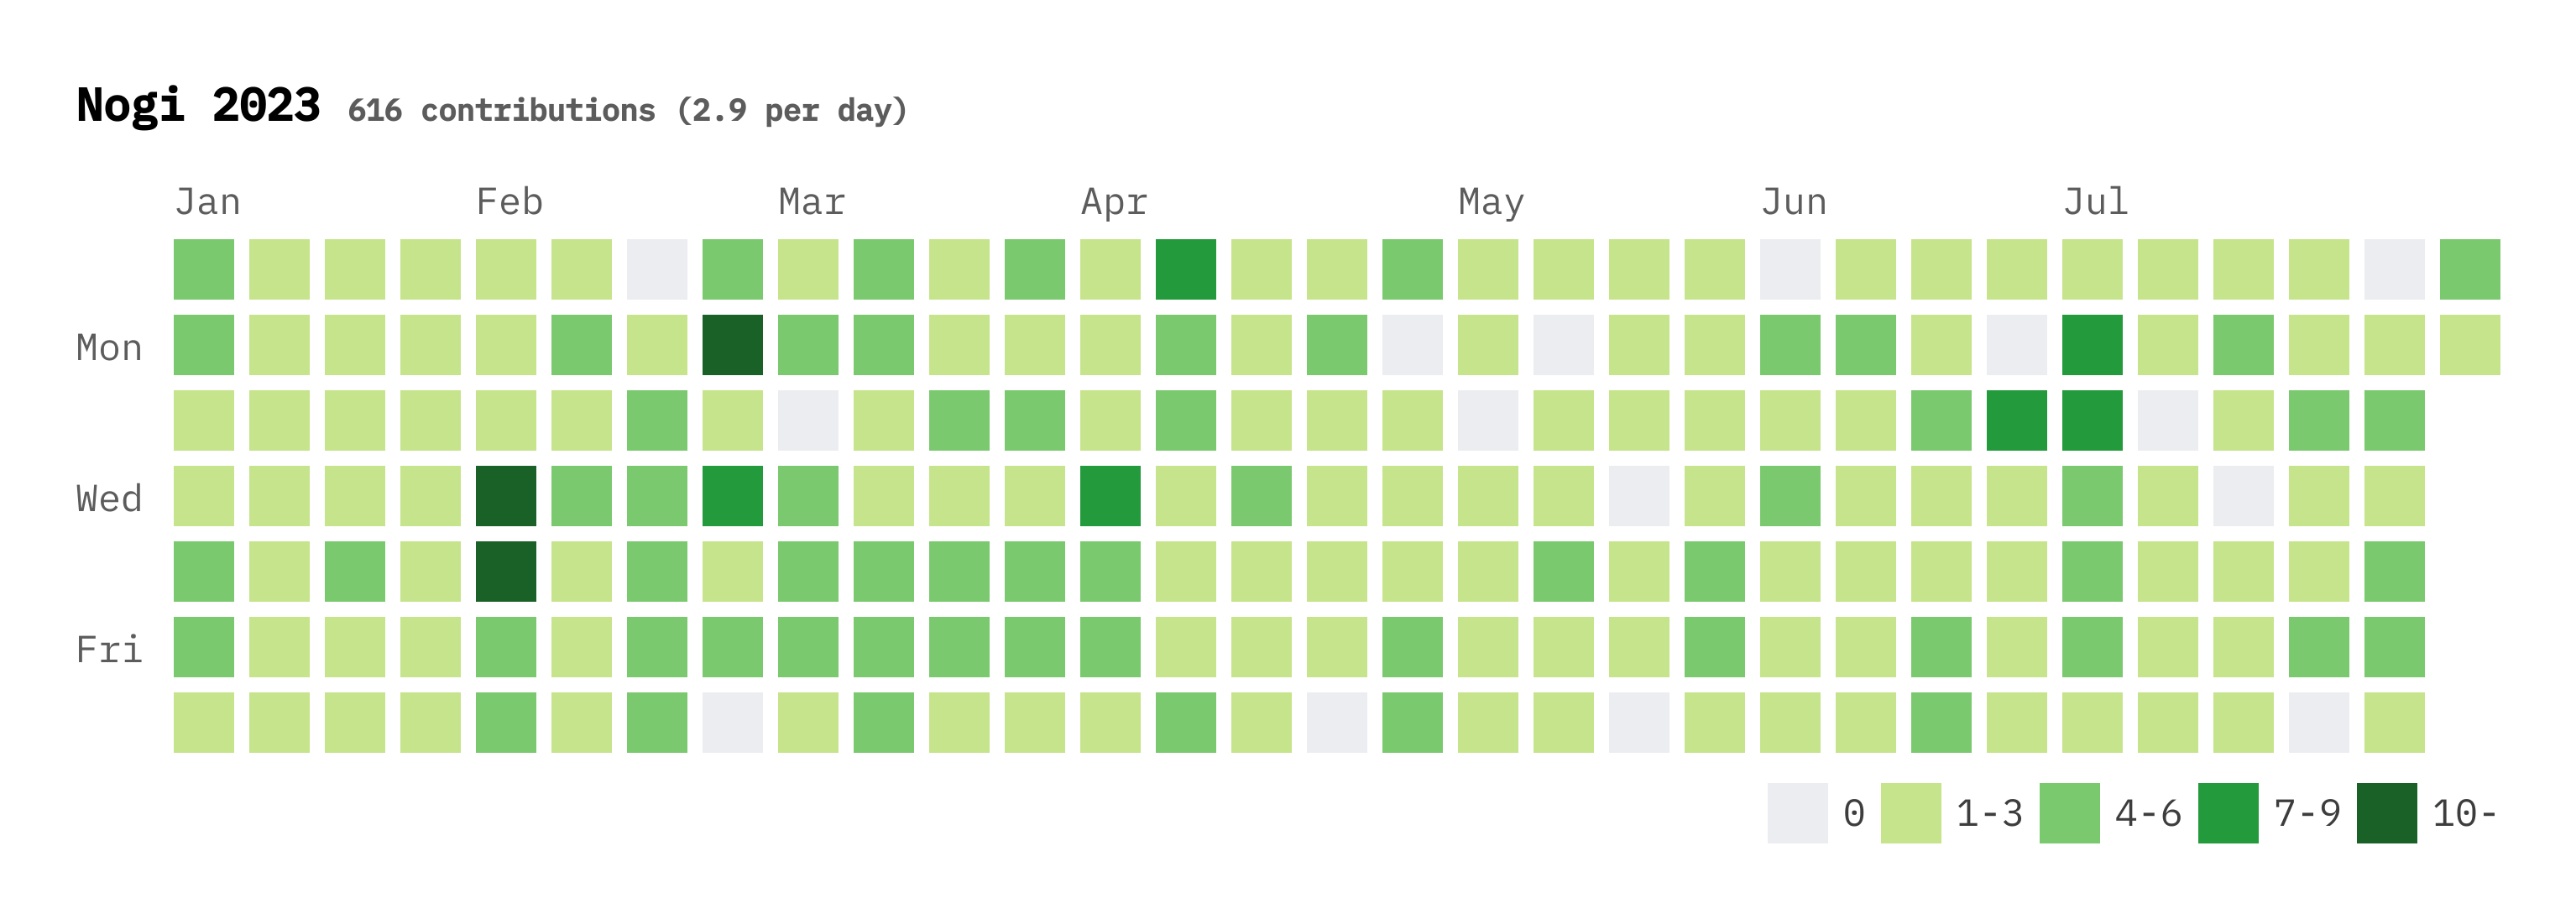 Nogi 2023 616 contributions (2.9 per day)
Jan Feb Mar Apr May Jun Jul
Mon
Wed
Fri
0 1-3 4-6 7-9 10-